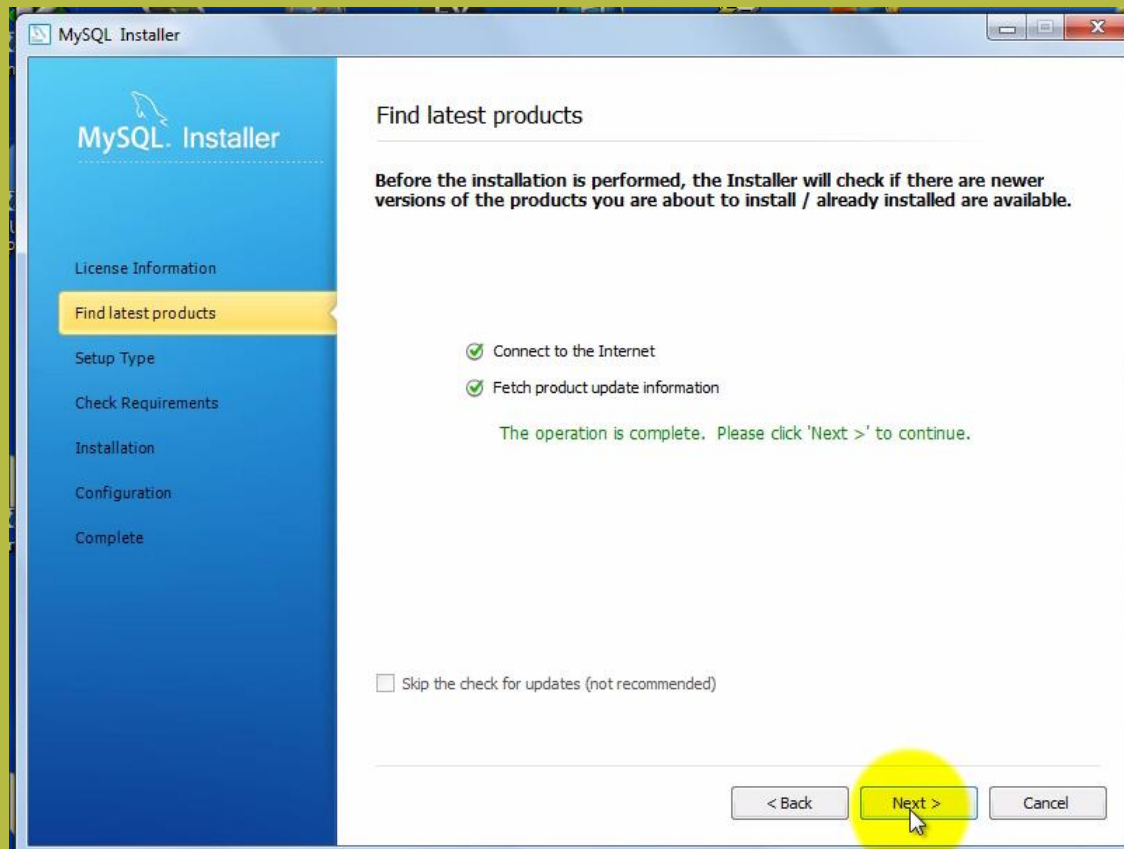 MySQL Installer
MySQL. Installer
License Information
Find latest products
Setup Type
Check Requirements
Installation
Configuration
Complete
Find latest products
Before the installation is performed, the Installer will check if there are newer
versions of the products you are about to install / already installed are available.
Connect to the Internet
Fetch product update information
The operation is complete. Please click 'Next >' to continue.
Skip the check for updates (not recommended)
< Back
Next >
Cancel